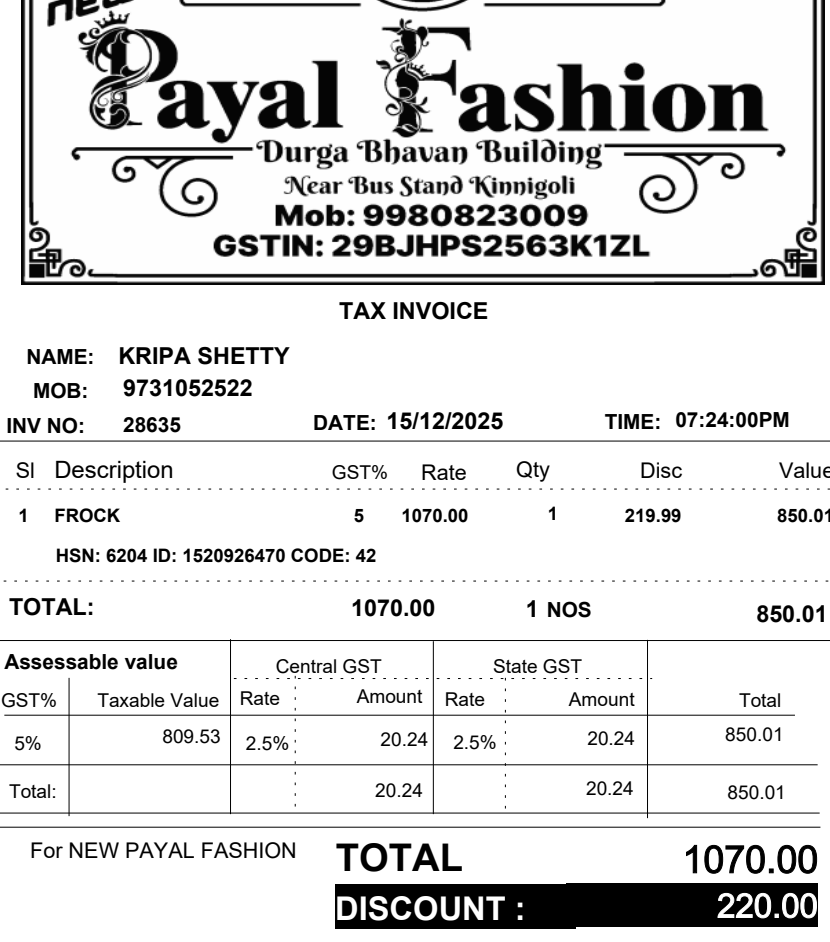 new
Payal Fashion
Durga Bhavan Building
Near Bus Stand Kinnigoli
Mob: 9980823009
GSTIN: 29BJHPS2563K1ZL
TAX INVOICE
NAME: KRIPA SHETTY
MOB: 9731052522
INV NO: 28635 DATE: 15/12/2025 TIME: 07:24:00PM
Sl Description GST% Rate Qty Disc Value
1 FROCK 5 1070.00 1 219.99 850.01
HSN: 6204 ID: 1520926470 CODE: 42
TOTAL: 1070.00 1 NOS 850.01
Assessable value Central GST State GST
GST% Taxable Value Rate Amount Rate Amount Total
5% 809.53 2.5% 20.24 2.5% 20.24 850.01
Total: 20.24 20.24 850.01
For NEW PAYAL FASHION TOTAL 1070.00
DISCOUNT : 220.00